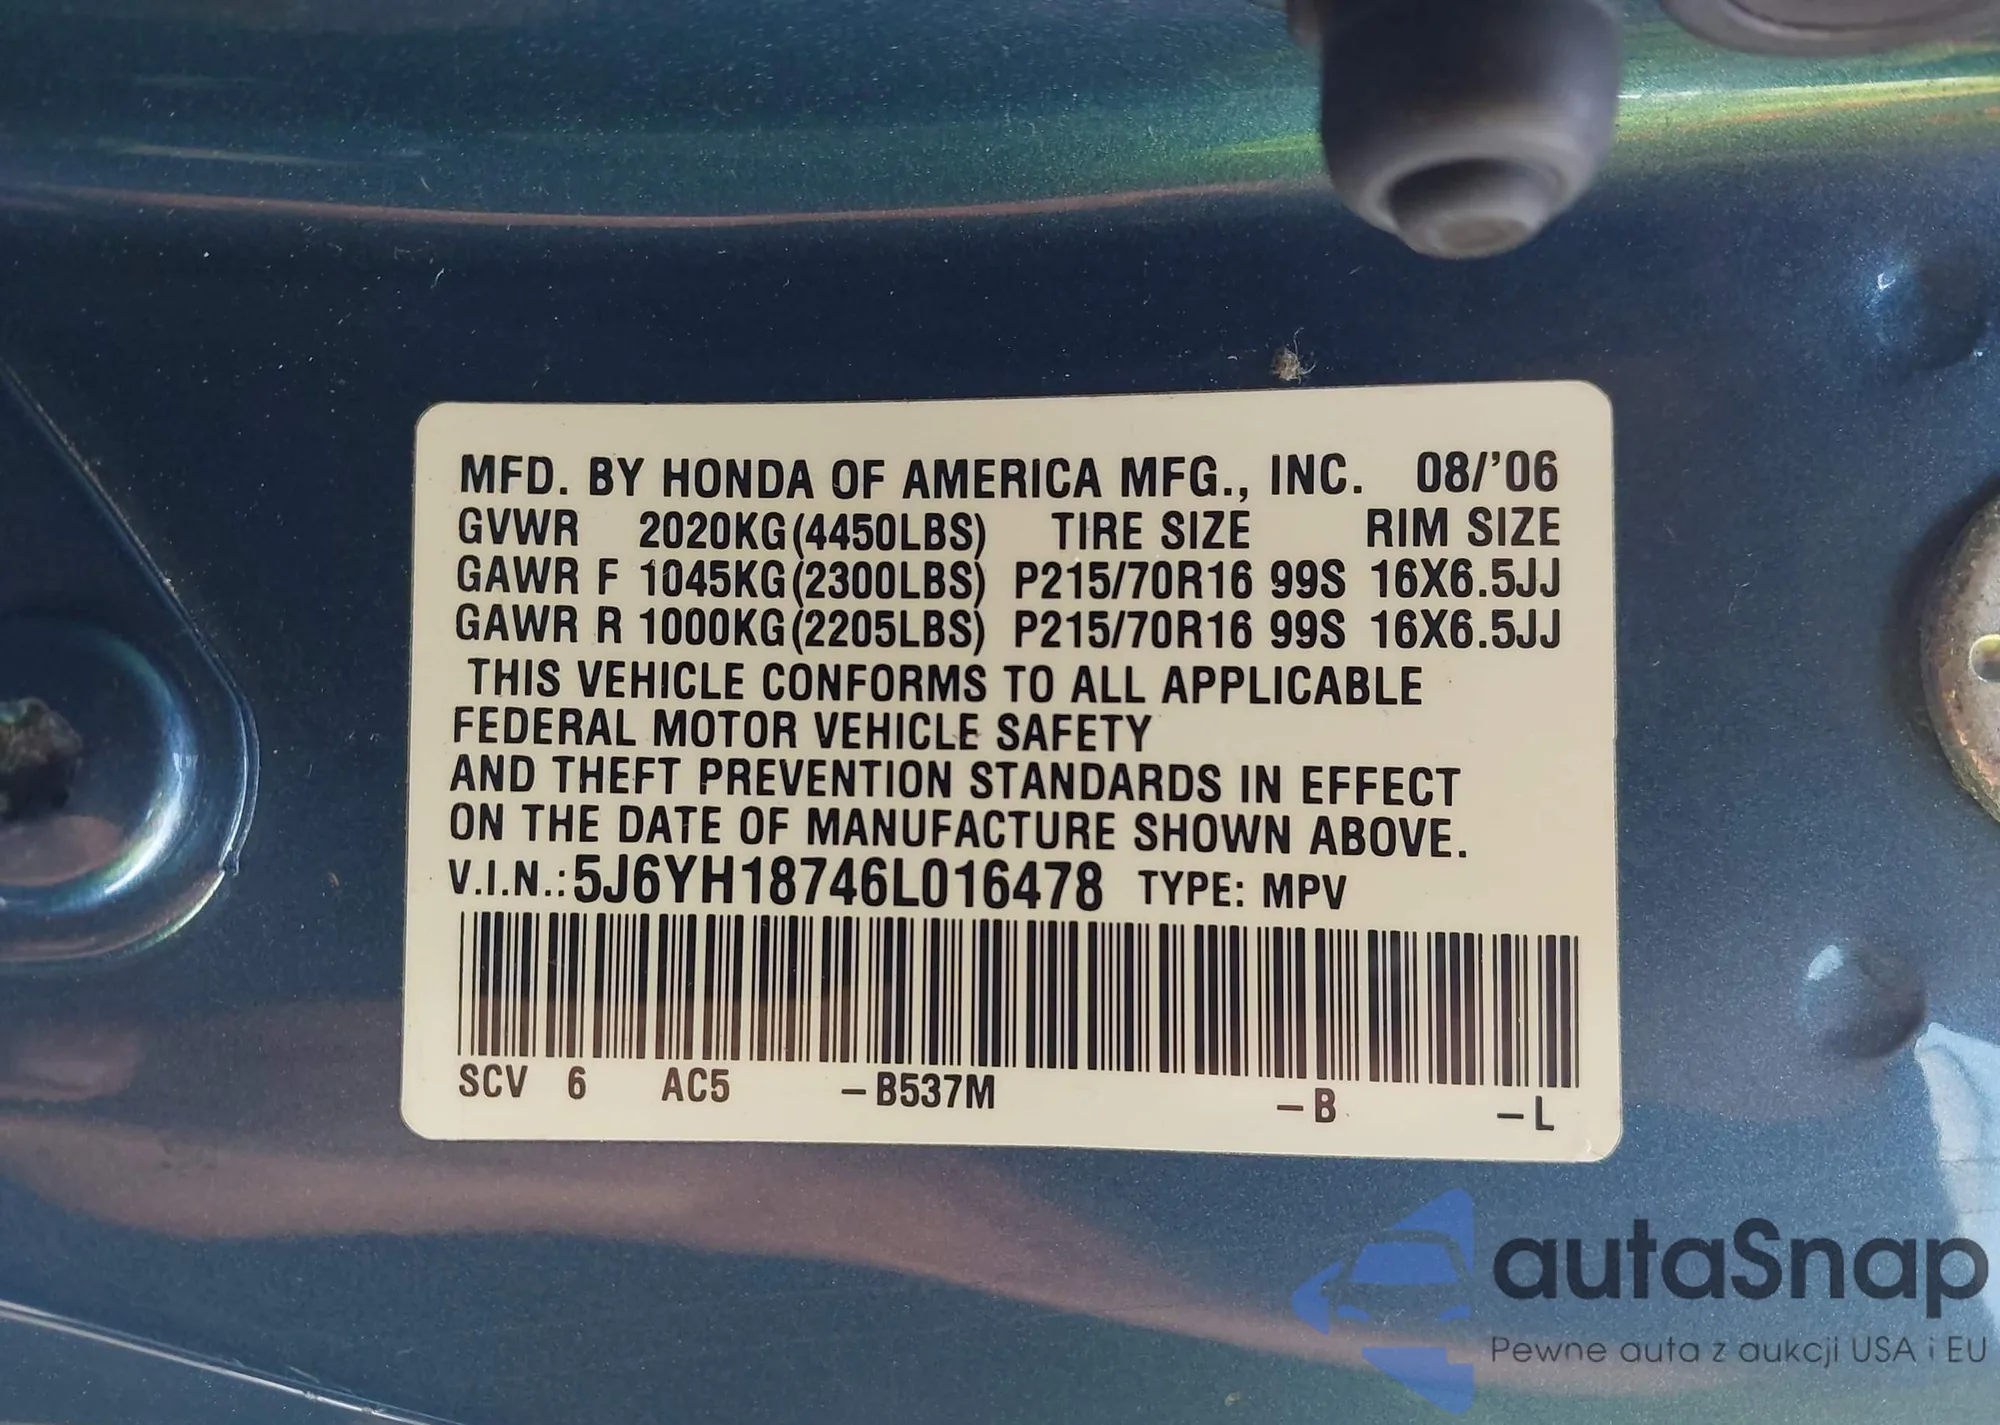 MFD. BY HONDA OF AMERICA MFG., INC. 08/'06
GVWR 2020KG(4450LBS) TIRE SIZE RIM SIZE
GAWR F 1045KG(2300LBS) P215/70R16 99S 16X6.5JJ
GAWR R 1000KG(2205LBS) P215/70R16 99S 16X6.5JJ
THIS VEHICLE CONFORMS TO ALL APPLICABLE
FEDERAL MOTOR VEHICLE SAFETY
AND THEFT PREVENTION STANDARDS IN EFFECT
ON THE DATE OF MANUFACTURE SHOWN ABOVE.
V.I.N.:5J6YH18746L016478 TYPE: MPV
SCV 6 AC5 –B537M –B –L
autaSnap
Pewne auta z aukcji USA i EU